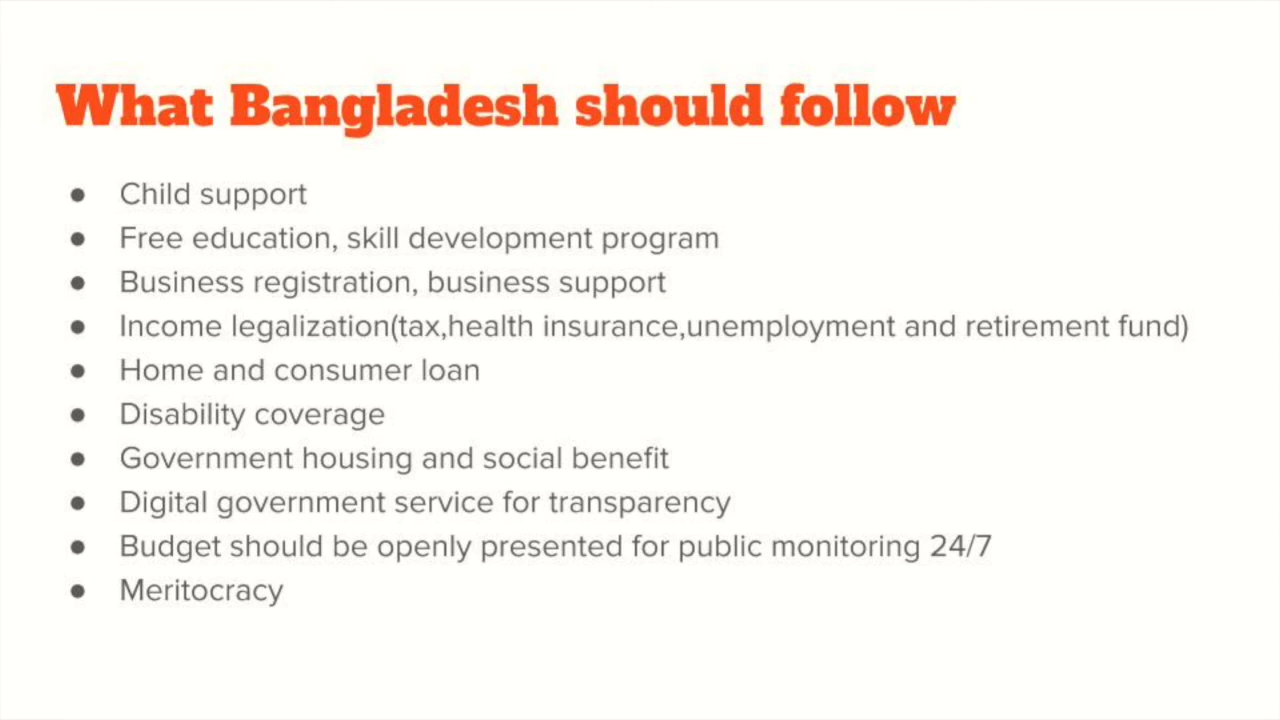 What Bangladesh should follow
● Child support
● Free education, skill development program
● Business registration, business support
● Income legalization(tax,health insurance,unemployment and retirement fund)
● Home and consumer loan
● Disability coverage
● Government housing and social benefit
● Digital government service for transparency
● Budget should be openly presented for public monitoring 24/7
● Meritocracy